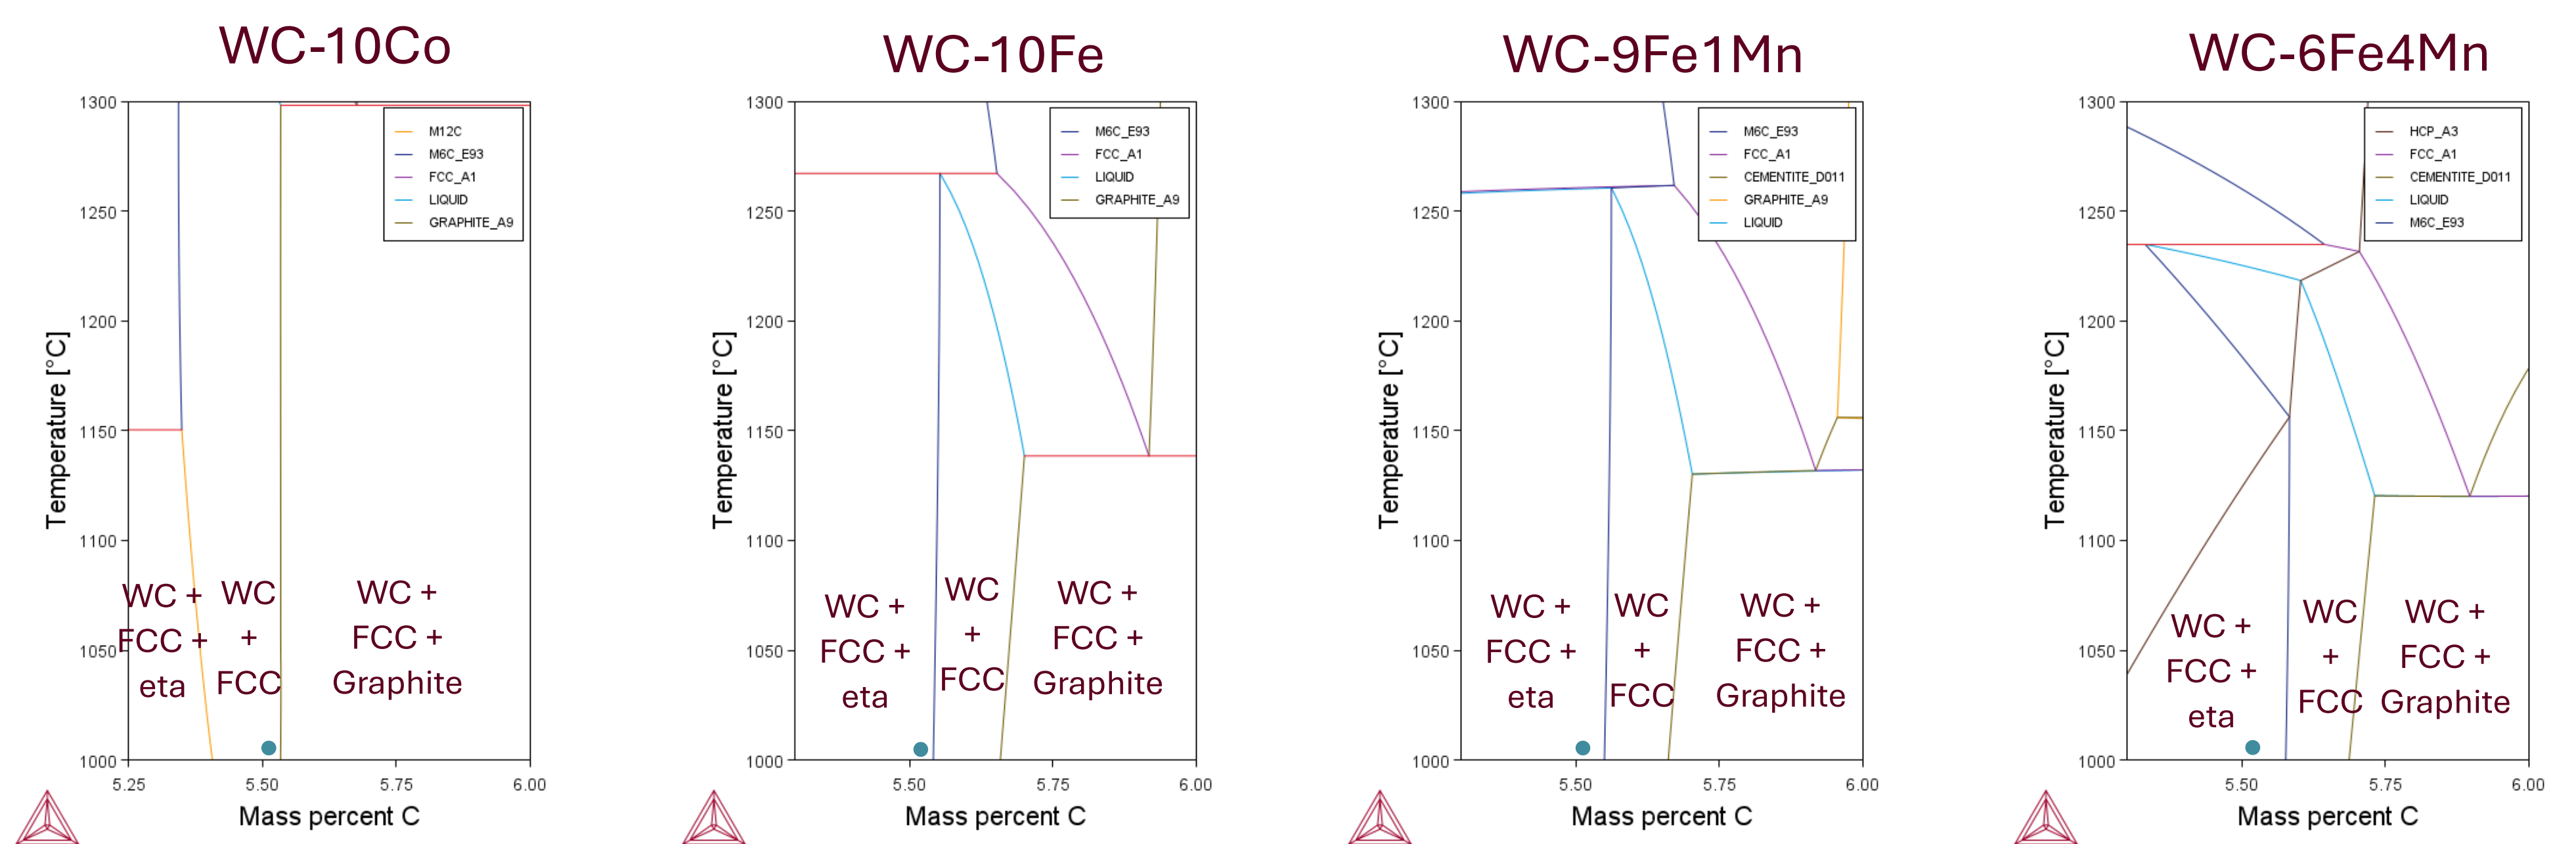 WC-10Co
1300
1250
1200
1150
1100
1050
1000
Temperature [°C]
M12C
M6C_E93
FCC_A1
LIQUID
GRAPHITE_A9
WC +
FCC +
eta
WC
+
FCC
WC +
FCC +
Graphite
5.25 5.50 5.75 6.00
Mass percent C
WC-10Fe
1300
1250
1200
1150
1100
1050
1000
Temperature [°C]
M6C_E93
FCC_A1
LIQUID
GRAPHITE_A9
WC +
FCC +
eta
WC
+
FCC
WC +
FCC +
Graphite
5.50 5.75 6.00
Mass percent C
WC-9Fe1Mn
1300
1250
1200
1150
1100
1050
1000
Temperature [°C]
M6C_E93
FCC_A1
CEMENTITE_D011
GRAPHITE_A9
LIQUID
WC +
FCC +
eta
WC
+
FCC
WC +
FCC +
Graphite
5.50 5.75 6.00
Mass percent C
WC-6Fe4Mn
1300
1250
1200
1150
1100
1050
1000
Temperature [°C]
HCP_A3
FCC_A1
CEMENTITE_D011
LIQUID
M6C_E93
WC +
FCC +
eta
WC
+
FCC
WC +
FCC +
Graphite
5.50 5.75 6.00
Mass percent C